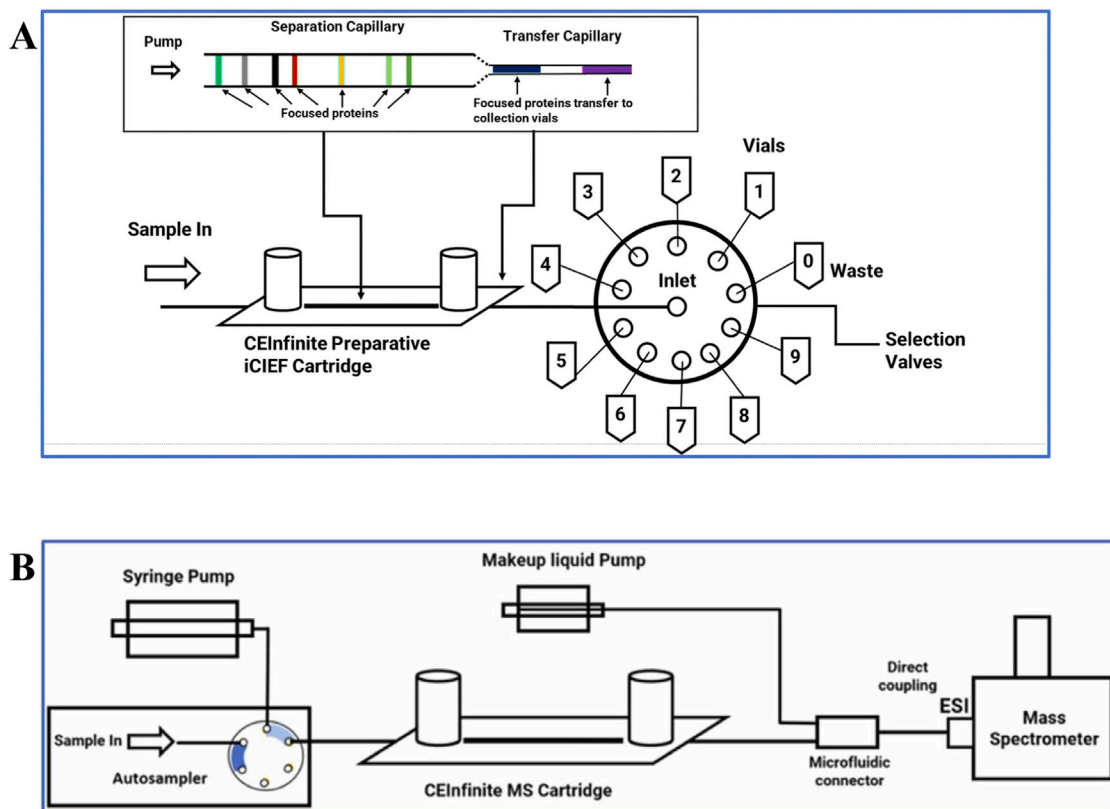 A
Separation Capillary
Transfer Capillary
Pump
Focused proteins
Focused proteins transfer to
collection vials
Vials
3
2
1
Sample In
4
Inlet
0
Waste
CEInfinite Preparative
iCIEF Cartridge
5
9
Selection
Valves
6
7
8
B
Syringe Pump
Makeup liquid Pump
Direct
coupling
ESI
Mass
Spectrometer
Sample In
Autosampler
Microfluidic
connector
CEInfinite MS Cartridge